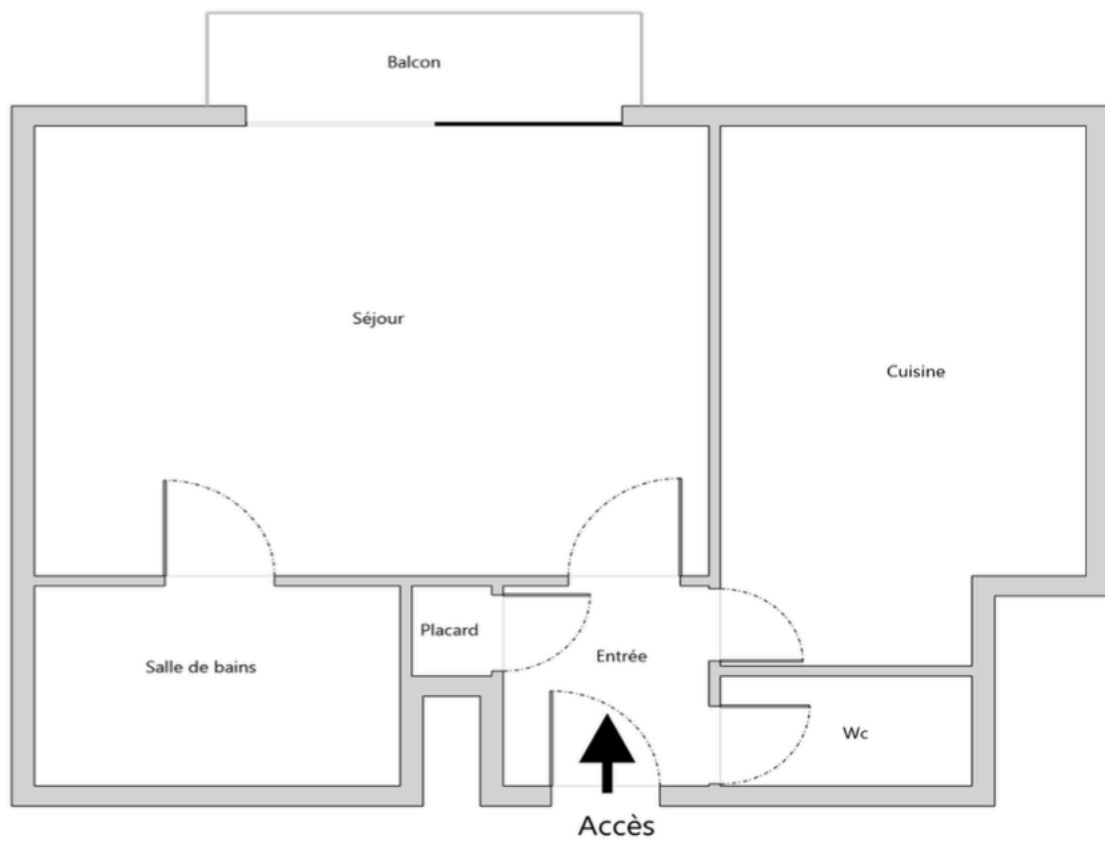 Balcon
Séjour
Cuisine
Placard
Entrée
Salle de bains
Wc
Accès